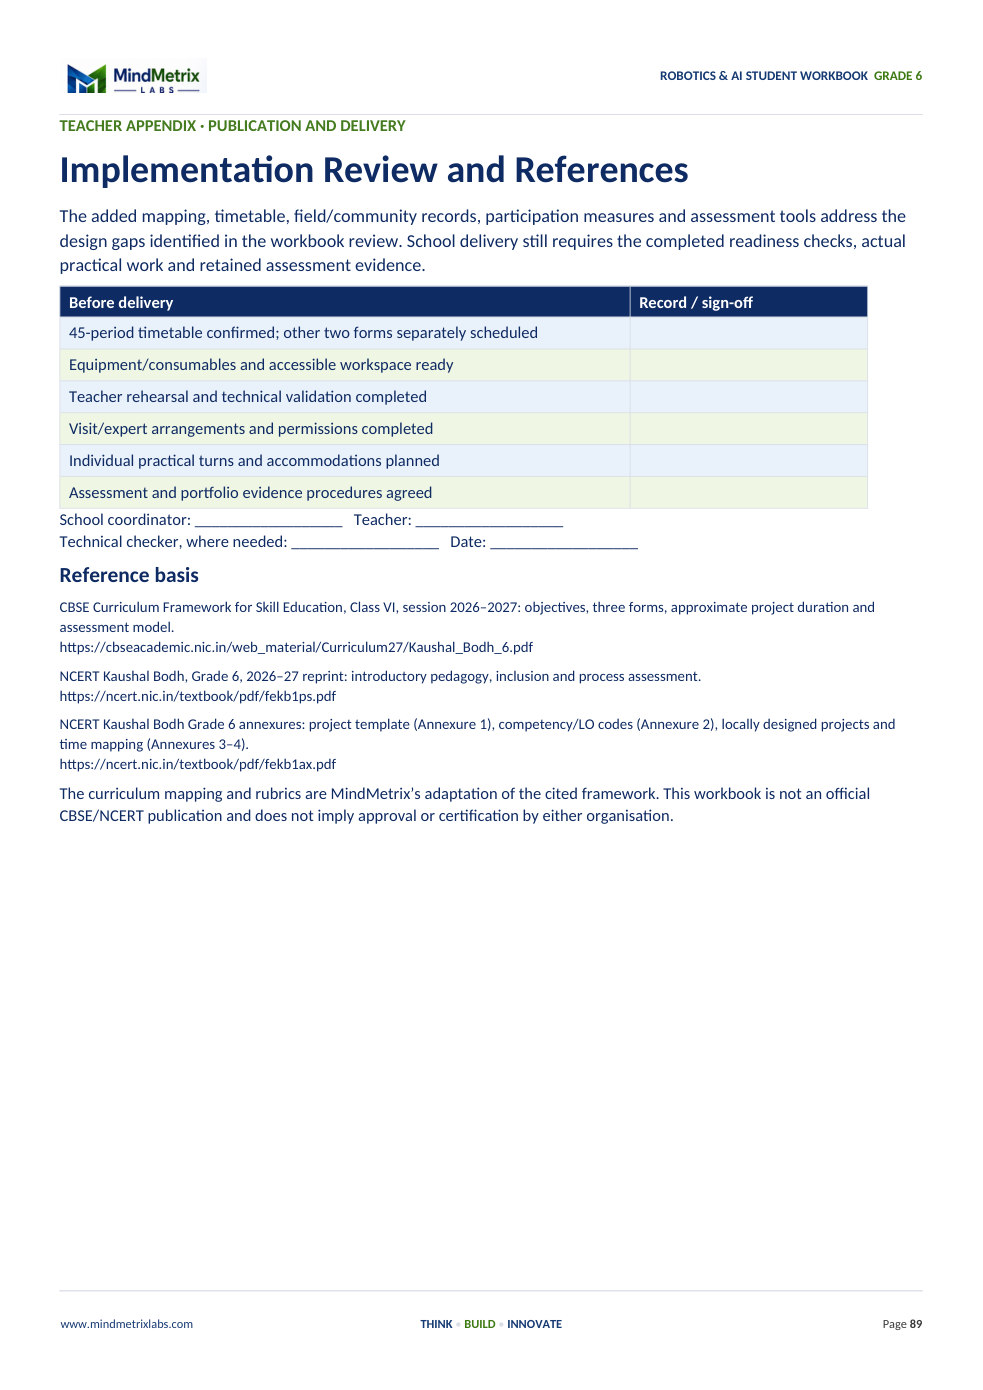 MindMetrix
LABS
ROBOTICS & AI STUDENT WORKBOOK GRADE 6
TEACHER APPENDIX · PUBLICATION AND DELIVERY
Implementation Review and References
The added mapping, timetable, field/community records, participation measures and assessment tools address the
design gaps identified in the workbook review. School delivery still requires the completed readiness checks, actual
practical work and retained assessment evidence.
Before delivery Record / sign-off
45-period timetable confirmed; other two forms separately scheduled
Equipment/consumables and accessible workspace ready
Teacher rehearsal and technical validation completed
Visit/expert arrangements and permissions completed
Individual practical turns and accommodations planned
Assessment and portfolio evidence procedures agreed
School coordinator: __________________ Teacher: __________________
Technical checker, where needed: __________________ Date: __________________
Reference basis
CBSE Curriculum Framework for Skill Education, Class VI, session 2026–2027: objectives, three forms, approximate project duration and
assessment model.
https://cbseacademic.nic.in/web_material/Curriculum27/Kaushal_Bodh_6.pdf
NCERT Kaushal Bodh, Grade 6, 2026–27 reprint: introductory pedagogy, inclusion and process assessment.
https://ncert.nic.in/textbook/pdf/fekb1ps.pdf
NCERT Kaushal Bodh Grade 6 annexures: project template (Annexure 1), competency/LO codes (Annexure 2), locally designed projects and
time mapping (Annexures 3–4).
https://ncert.nic.in/textbook/pdf/fekb1ax.pdf
The curriculum mapping and rubrics are MindMetrix's adaptation of the cited framework. This workbook is not an official
CBSE/NCERT publication and does not imply approval or certification by either organisation.
www.mindmetrixlabs.com THINK • BUILD • INNOVATE Page 89